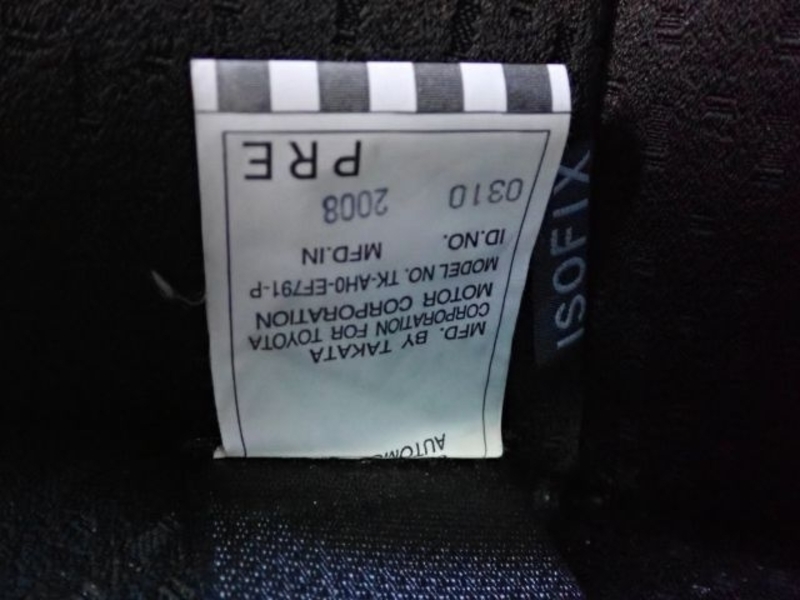 AUTOMO
MFD. BY TAKATA
CORPORATION FOR TOYOTA
MOTOR CORPORATION
MODEL NO. TK-AH0-EF791-P
ID.NO. MFD.IN
0310 2008
PRE
ISOFIX